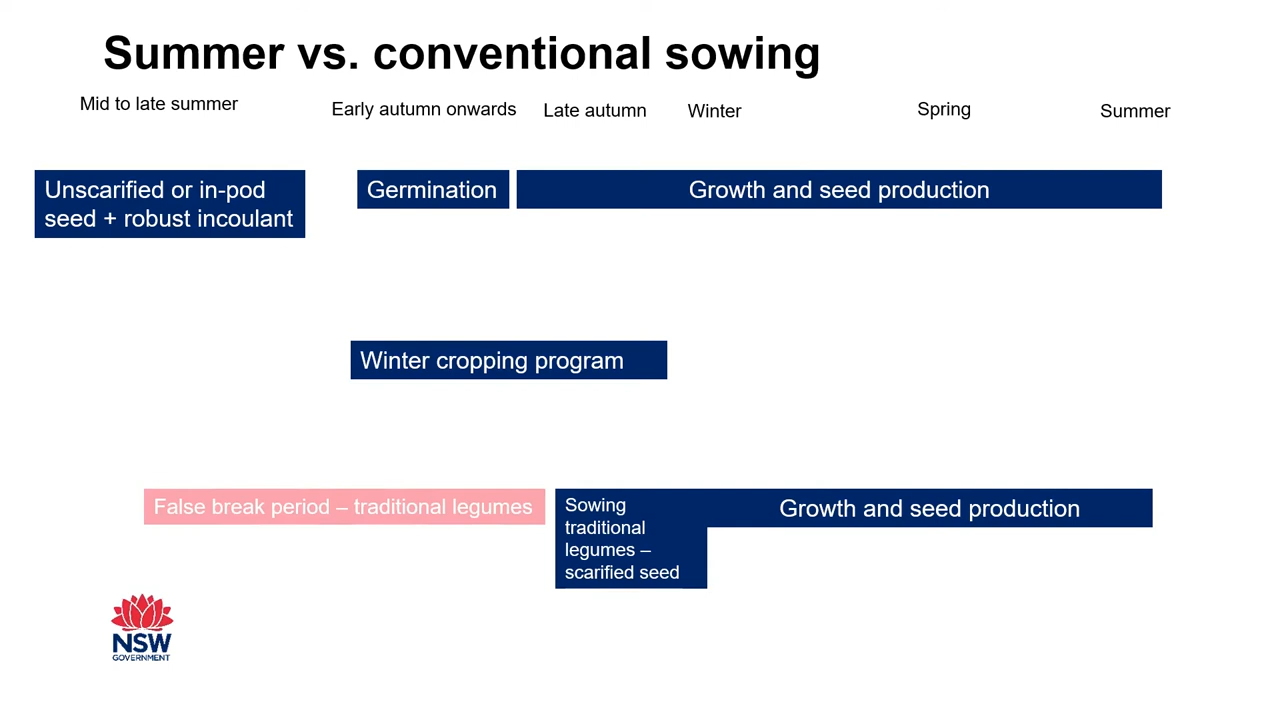 Summer vs. conventional sowing
Mid to late summer
Early autumn onwards
Late autumn
Winter
Spring
Summer
Unscarified or in-pod
seed + robust incoulant
Germination
Growth and seed production
Winter cropping program
False break period – traditional legumes
Sowing
traditional
legumes –
scarified seed
Growth and seed production
NSW
GOVERNMENT